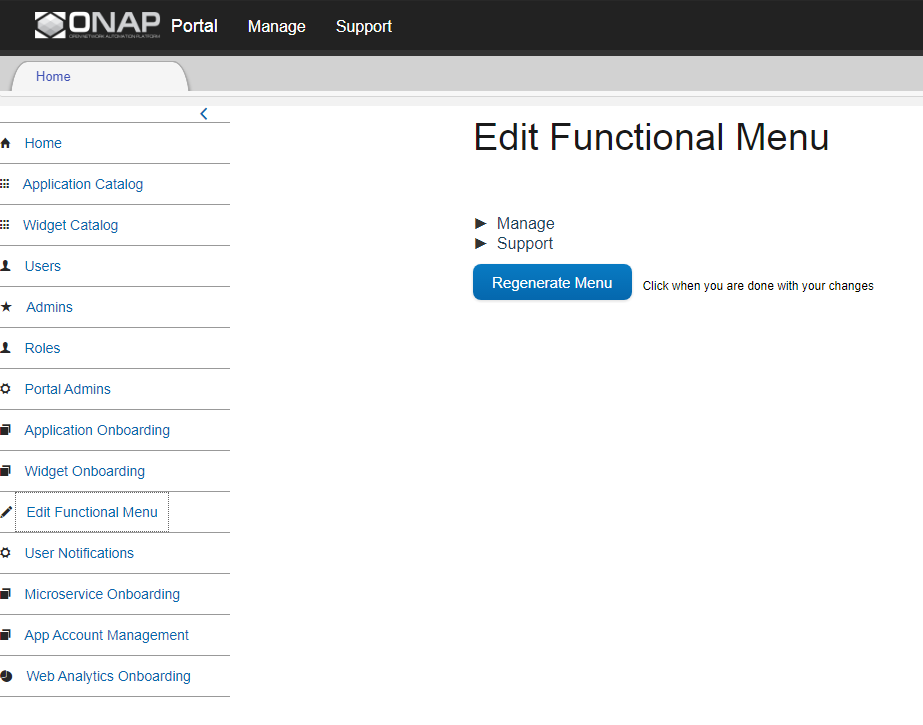 ONAP Portal Manage Support
OPEN NETWORK AUTOMATION PLATFORM
Home
Home
Application Catalog
Widget Catalog
Users
Admins
Roles
Portal Admins
Application Onboarding
Widget Onboarding
Edit Functional Menu
User Notifications
Microservice Onboarding
App Account Management
Web Analytics Onboarding
Edit Functional Menu
Manage
Support
Regenerate Menu Click when you are done with your changes